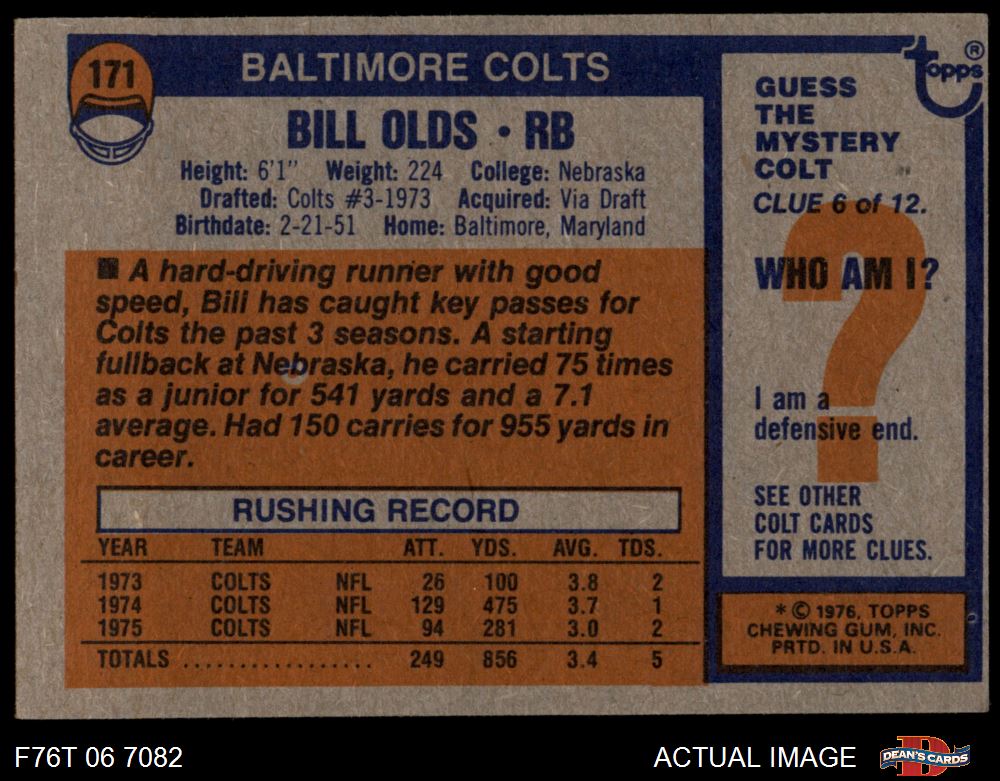 171
BALTIMORE COLTS
BILL OLDS • RB
Height: 6'1" Weight: 224 College: Nebraska
Drafted: Colts #3-1973 Acquired: Via Draft
Birthdate: 2-21-51 Home: Baltimore, Maryland
■ A hard-driving runner with good
speed, Bill has caught key passes for
Colts the past 3 seasons. A starting
fullback at Nebraska, he carried 75 times
as a junior for 541 yards and a 7.1
average. Had 150 carries for 955 yards in
career.
RUSHING RECORD
YEAR TEAM ATT. YDS. AVG. TDS.
1973 COLTS NFL 26 100 3.8 2
1974 COLTS NFL 129 475 3.7 1
1975 COLTS NFL 94 281 3.0 2
TOTALS .................. 249 856 3.4 5
topps ®
GUESS
THE
MYSTERY
COLT
CLUE 6 of 12.
WHO AM I?
?
I am a
defensive end.
SEE OTHER
COLT CARDS
FOR MORE CLUES.
* © 1976, TOPPS
CHEWING GUM, INC.
PRTD. IN U.S.A.
F76T 06 7082
ACTUAL IMAGE
DEAN'S CARDS